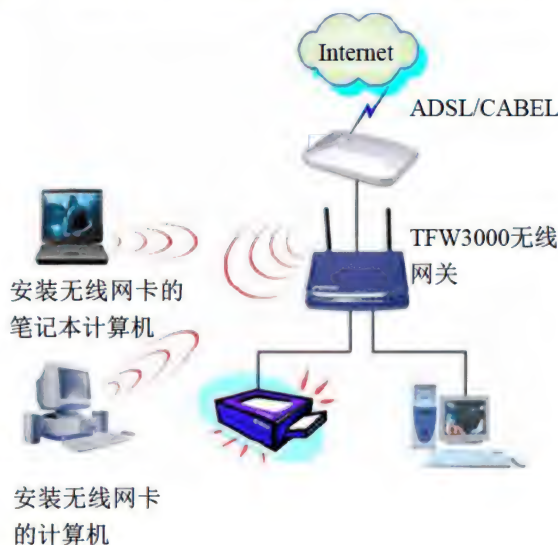 Internet
ADSL/CABEL
TFW3000无线
网关
安装无线网卡的
笔记本计算机
安装无线网卡
的计算机